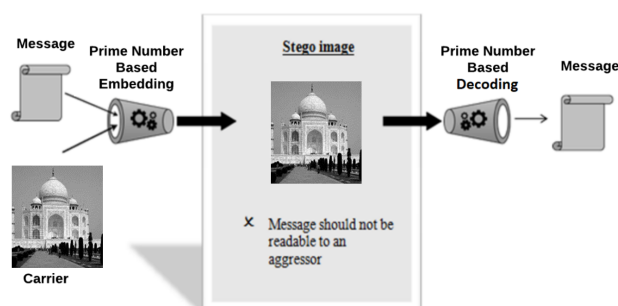 Message
Prime Number
Based
Embedding
Carrier
Stego image
x Message should not be
readable to an
aggressor
Prime Number
Based
Decoding
Message